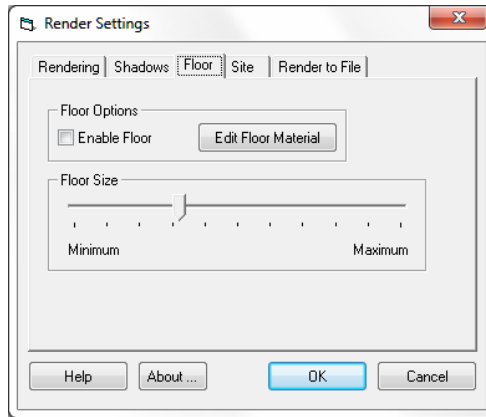 Render Settings
Rendering Shadows Floor Site Render to File
Floor Options
Enable Floor Edit Floor Material
Floor Size
Minimum Maximum
Help About ... OK Cancel